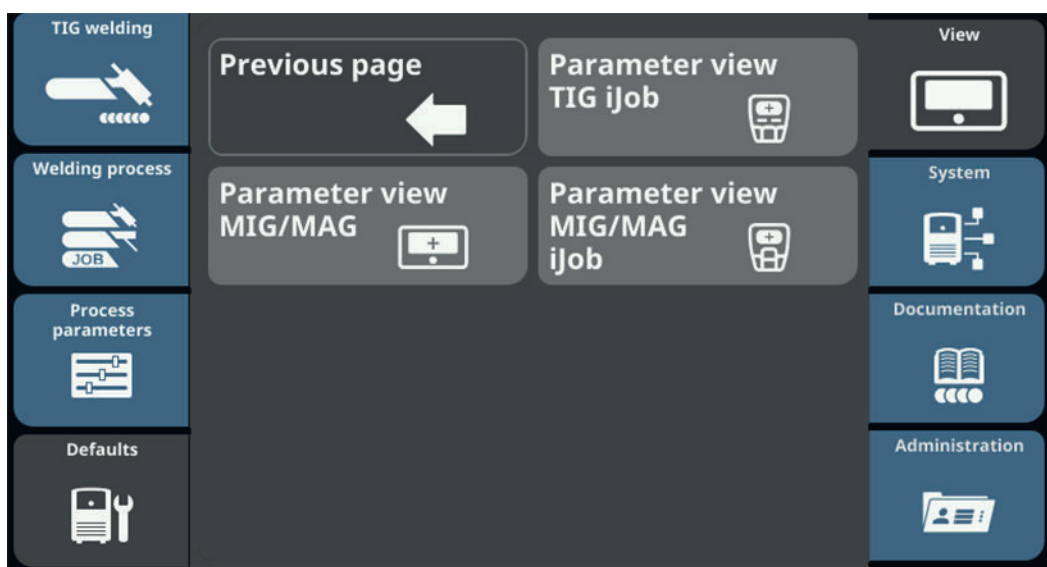 TIG welding
Welding process
JOB
Process
parameters
Defaults
Previous page
Parameter view
TIG iJob
Parameter view
MIG/MAG
Parameter view
MIG/MAG
iJob
View
System
Documentation
Administration